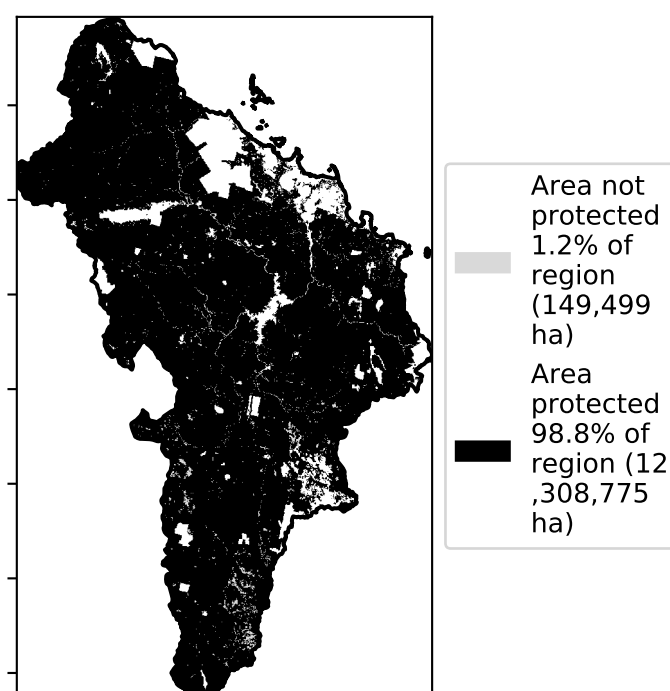 Area not
protected
1.2% of
region
(149,499
ha)
Area
protected
98.8% of
region (12
,308,775
ha)